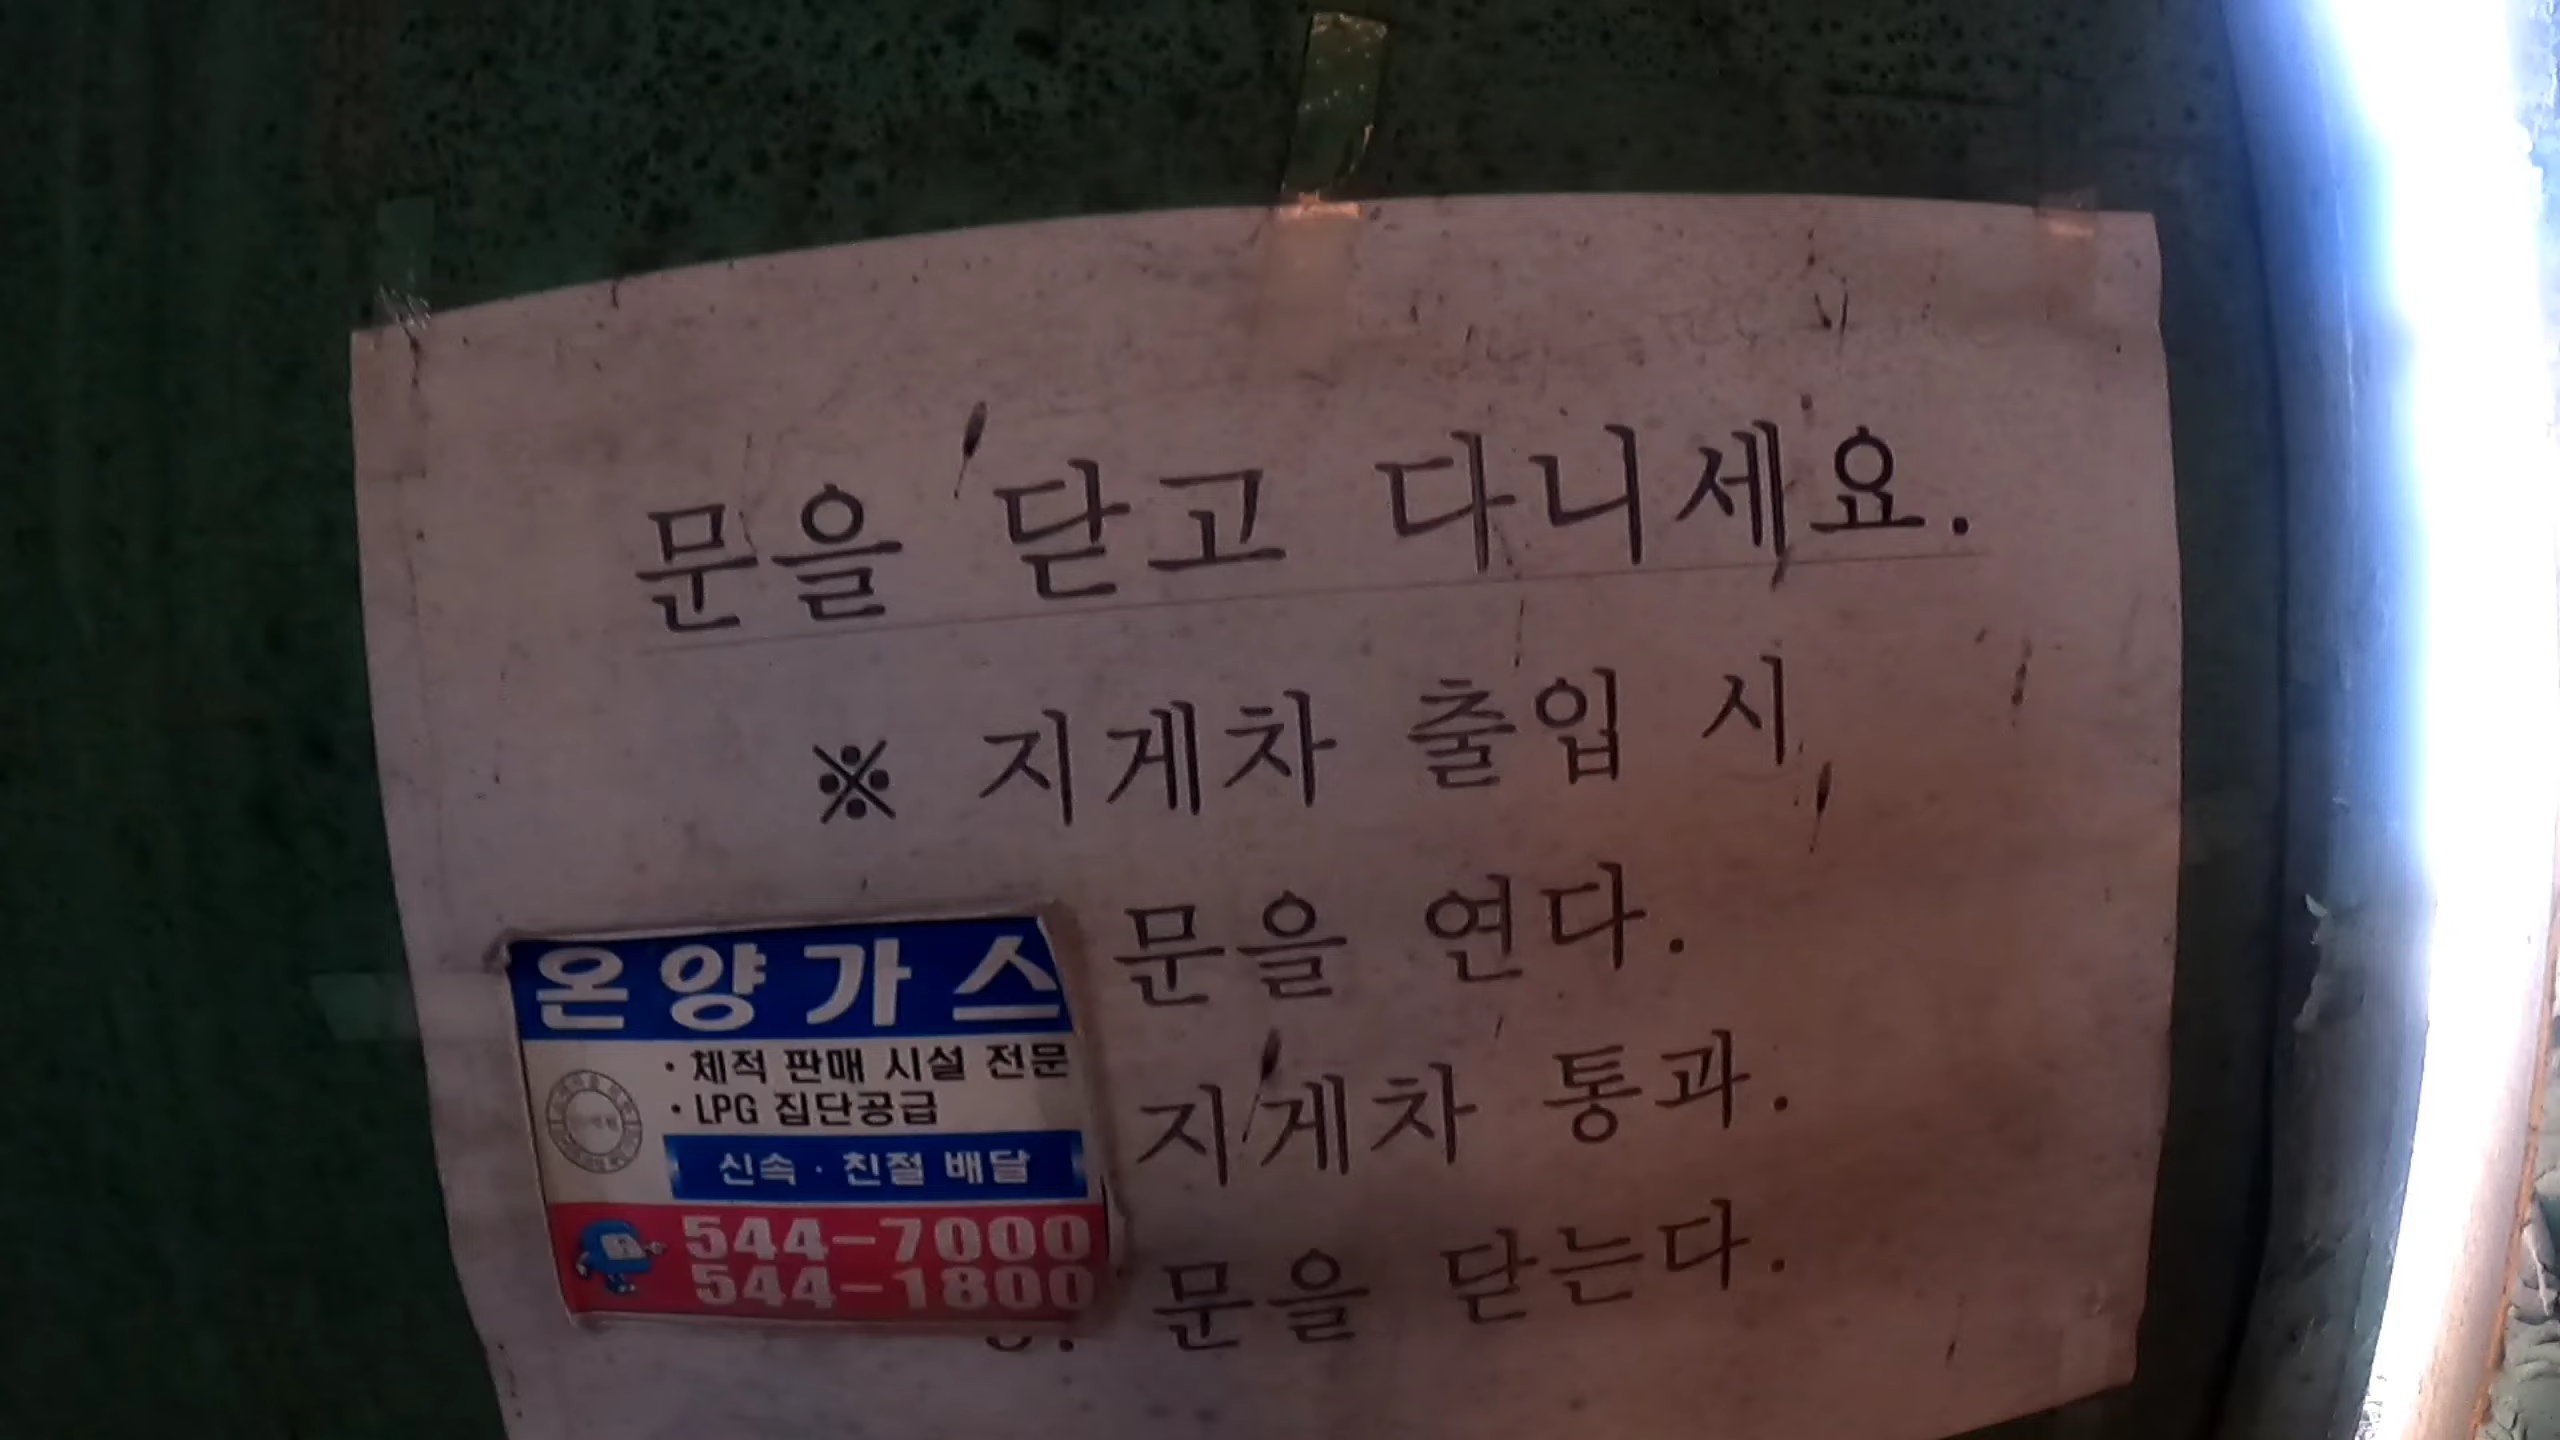 문을 닫고 다니세요.
※ 지게차 출입 시
문을 연다.
지게차 통과.
문을 닫는다.
온양가스
· 체적 판매 시설 전문
· LPG 집단공급
신속 · 친절 배달
544-7000
544-1800